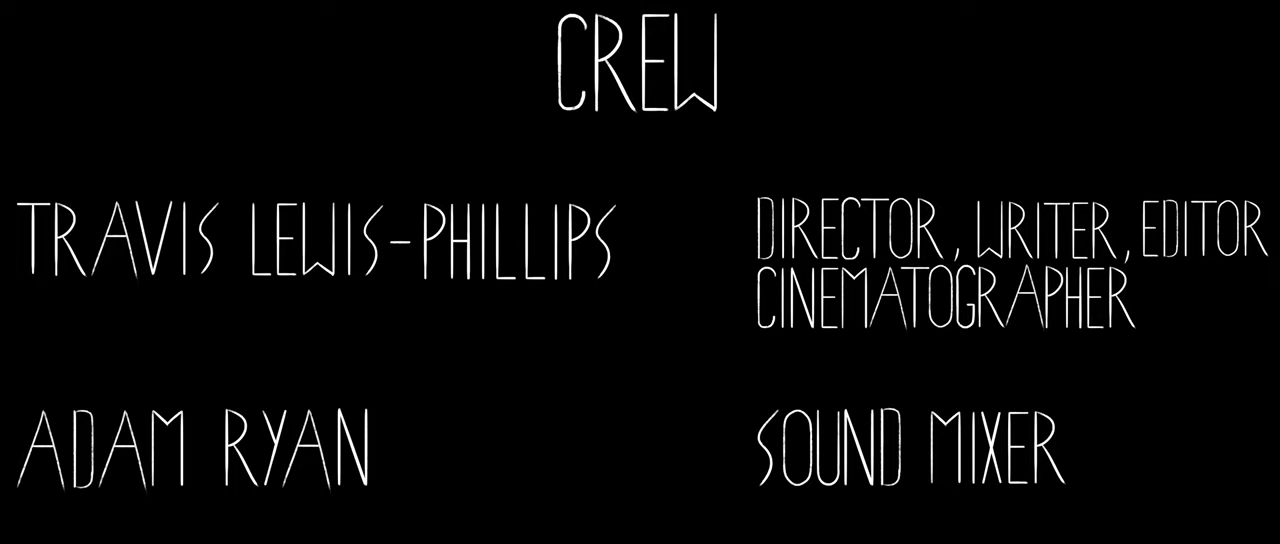 CREW
TRAVIS LEWIS-PHILLIPS
DIRECTOR, WRITER, EDITOR
CINEMATOGRAPHER
ADAM RYAN
SOUND MIXER